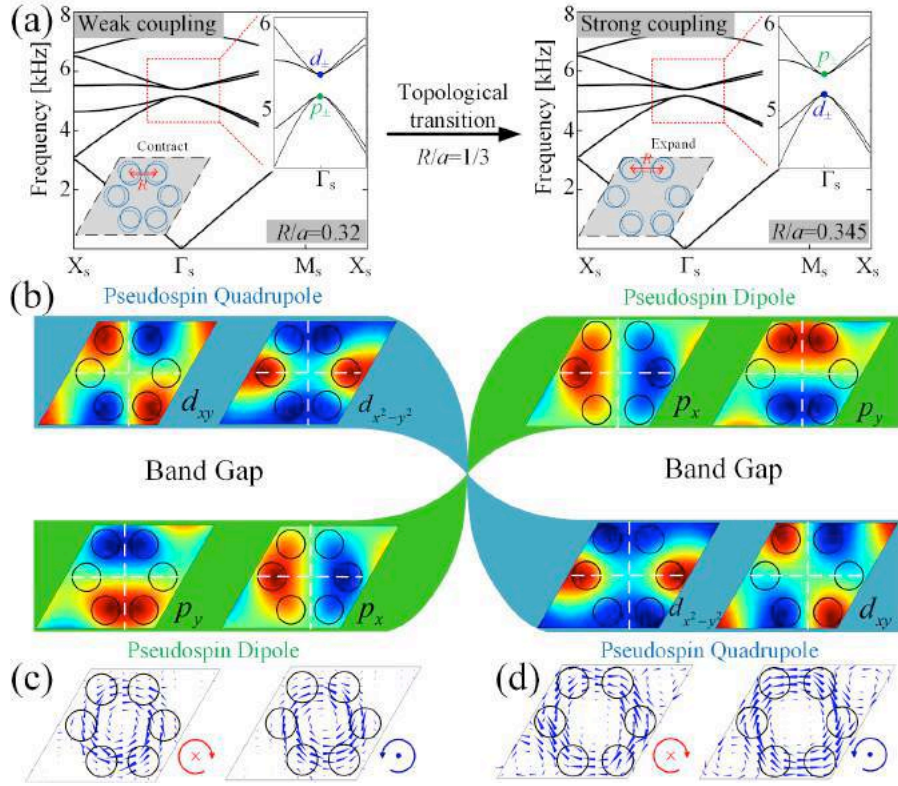 (a)
Weak coupling
Frequency [kHz]
8
6
4
2
6
5
d±
p±
Γs
Contract
R
R/a=0.32
Xs
Γs
Ms
Xs
Topological
transition
R/a=1/3
Strong coupling
Frequency [kHz]
8
6
4
2
6
5
p
d±
Γs
Expand
R
R/a=0.345
Xs
Γs
Ms
Xs
(b)
Pseudospin Quadrupole
Pseudospin Dipole
dxy
dx²−y²
px
py
Band Gap
Band Gap
py
px
dx²−y²
dxy
Pseudospin Dipole
Pseudospin Quadrupole
(c)
(d)